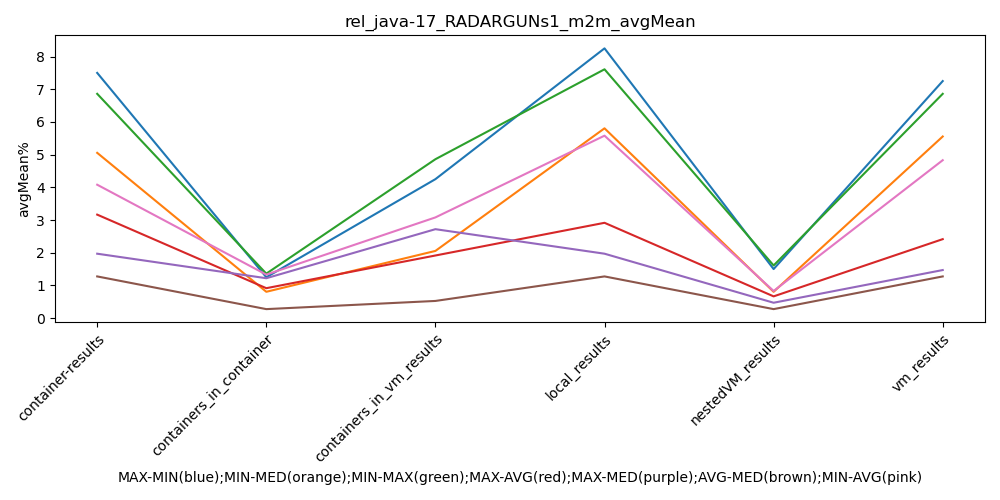 rel_java-17_RADARGUNs1_m2m_avgMean
avgMean%
8
7
6
5
4
3
2
1
0
container-results
containers_in_container
containers_in_vm_results
local_results
nestedVM_results
vm_results
MAX-MIN(blue);MIN-MED(orange);MIN-MAX(green);MAX-AVG(red);MAX-MED(purple);AVG-MED(brown);MIN-AVG(pink)